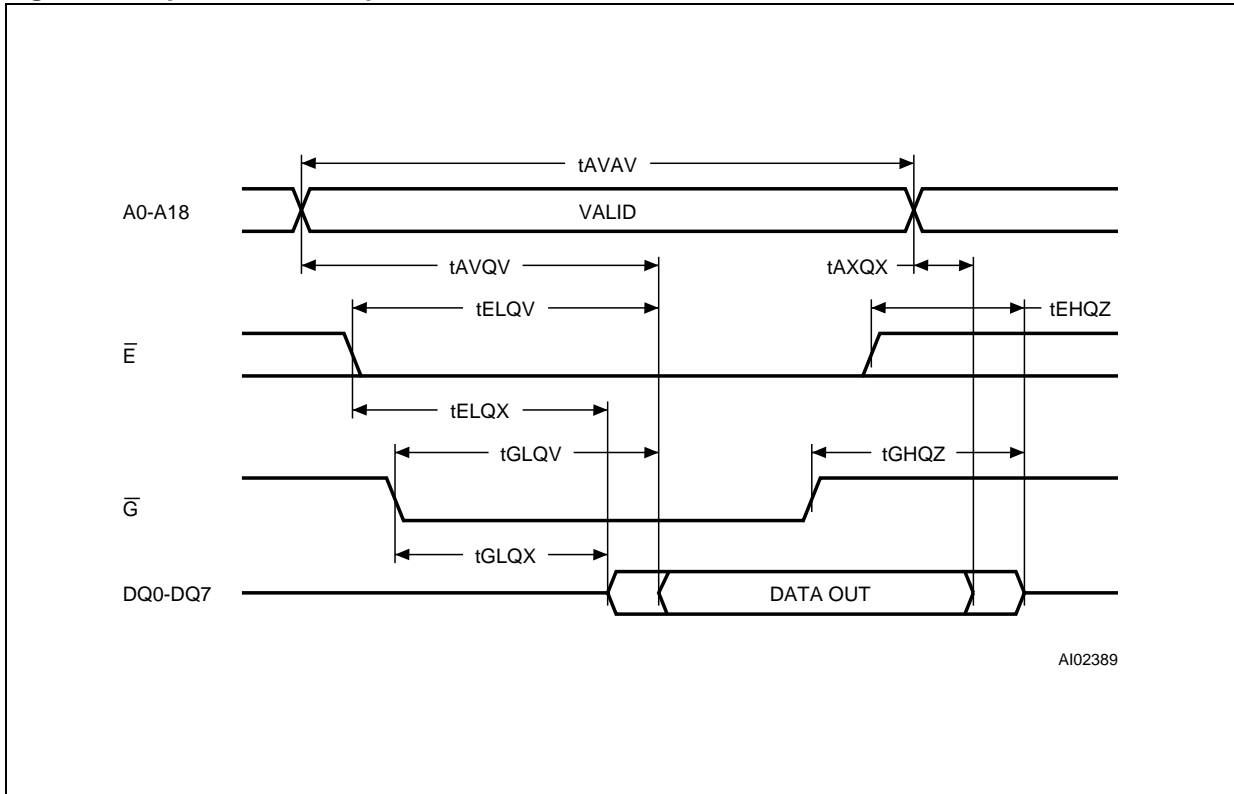 tAVAV
A0-A18
VALID
tAVQV
tAXQX
tELQV
tEHQZ
E̅
tELQX
tGLQV
tGHQZ
G̅
tGLQX
DQ0-DQ7
DATA OUT
AI02389